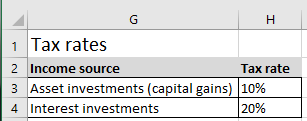 G H
1 Tax rates
2 Income source Tax rate
3 Asset investments (capital gains) 10%
4 Interest investments 20%